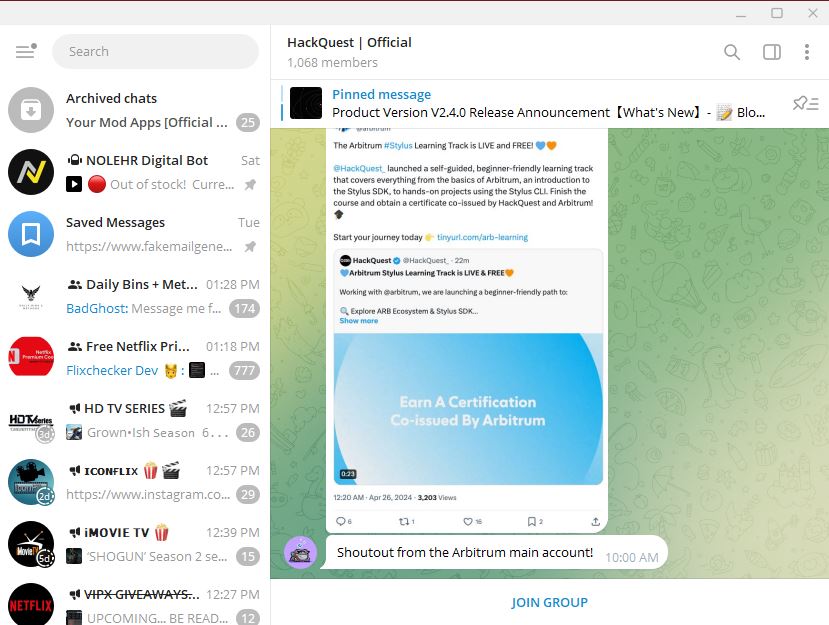 Search
Archived chats
Your Mod Apps [Official ...
25
NOLEHR Digital Bot
Sat
Out of stock! Curre...
Saved Messages
Tue
https://www.fakemailgene...
Daily Bins + Met...
01:28 PM
BadGhost: Message me f...
174
Free Netflix Pri...
01:18 PM
Flixchecker Dev 😼: ...
777
HD TV SERIES 🎬
12:57 PM
Grown•Ish Season 6...
26
3d
ɪᴄᴏɴғʟɪx 🍿🎬
12:57 PM
https://www.instagram.co...
29
2d
iMOVIE TV 🍿
12:39 PM
‘SHOGUN’ Season 2 se...
15
5d
VIPX GIVEAWAYS...
12:27 PM
UPCOMING... BE READ...
12
NETFLIX
HackQuest | Official
1,068 members
Pinned message
Product Version V2.4.0 Release Announcement【What's New】- 📝 Blo...
@arbitrum
The Arbitrum #Stylus Learning Track is LIVE and FREE! 💙🧡
@HackQuest_ launched a self-guided, beginner-friendly learning track
that covers everything from the basics of Arbitrum, an introduction to
the Stylus SDK, to hands-on projects using the Stylus CLI. Finish the
course and obtain a certificate co-issued by HackQuest and Arbitrum!
🎓
Start your journey today 👉 tinyurl.com/arb-learning
HackQuest @HackQuest_ · 22m
💙Arbitrum Stylus Learning Track is LIVE & FREE🧡
Working with @arbitrum, we are launching a beginner-friendly path to:
🔍 Explore ARB Ecosystem & Stylus SDK...
Show more
Earn A Certification
Co-issued By Arbitrum
0:23
12:20 AM · Apr 26, 2024 · 3,203 Views
6
1
16
2
Shoutout from the Arbitrum main account!
10:00 AM
JOIN GROUP